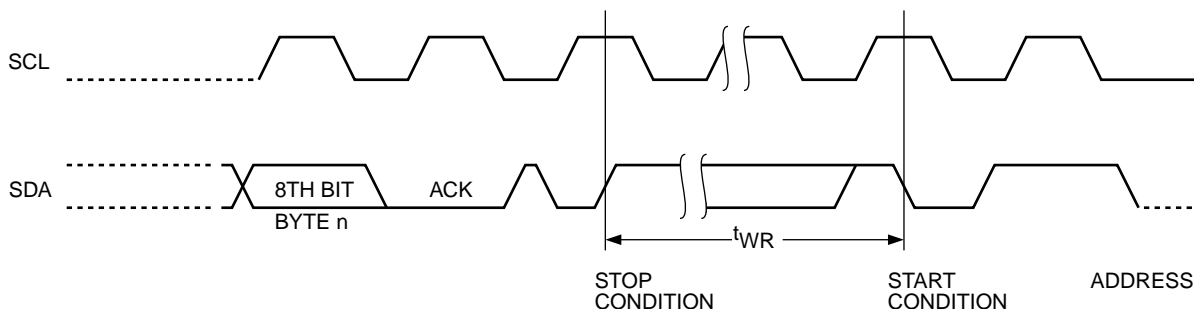 SCL
SDA
8TH BIT
ACK
BYTE n
tWR
STOP
CONDITION
START
CONDITION
ADDRESS